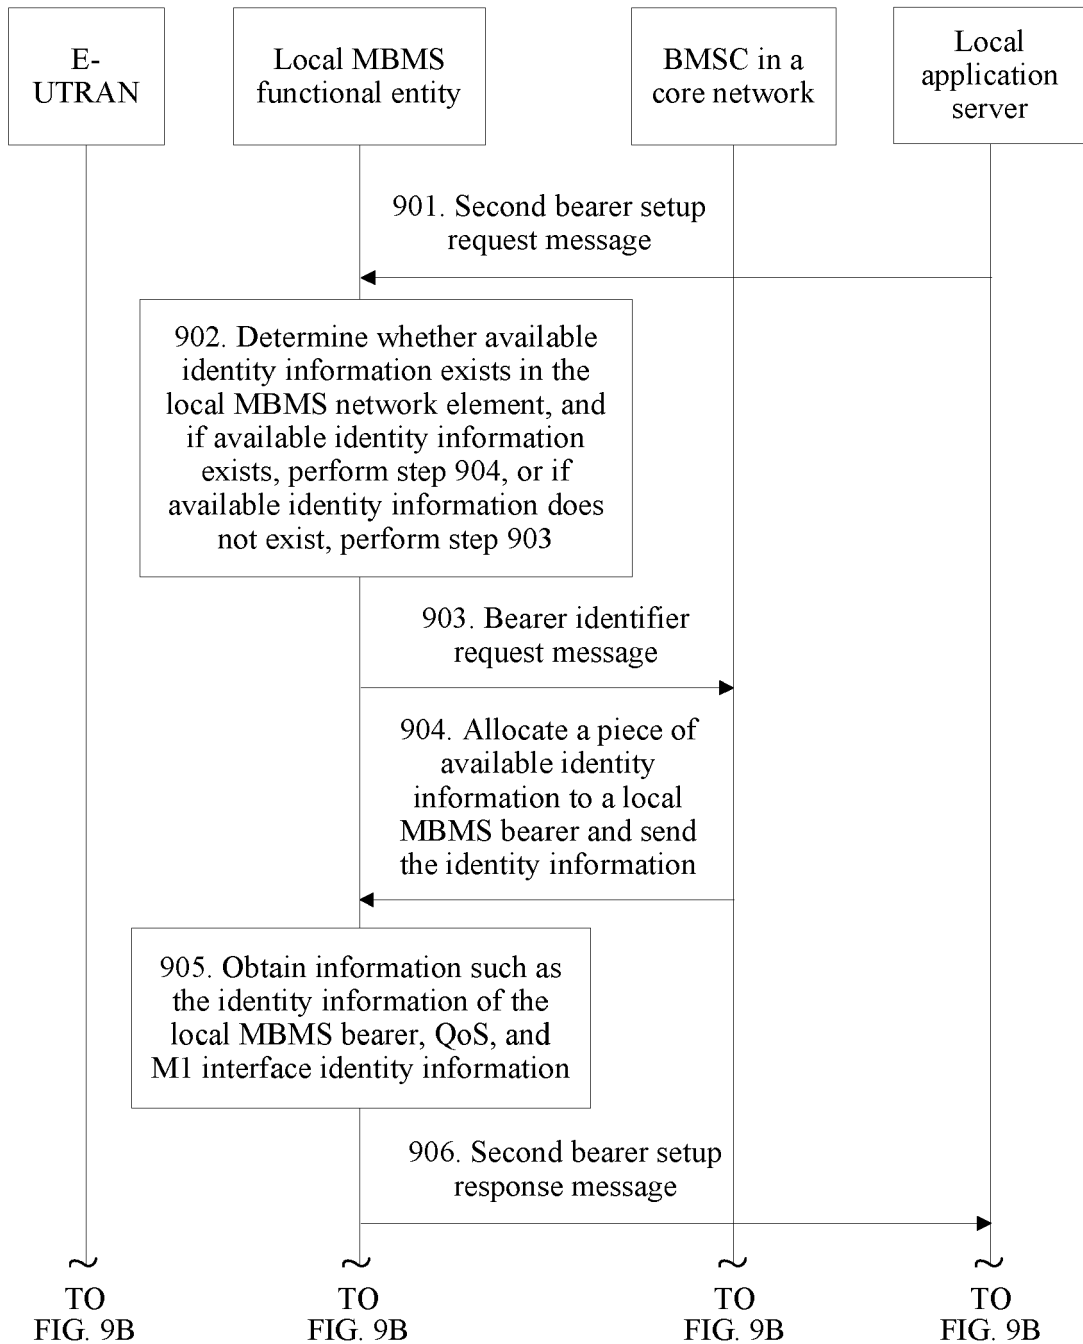 E-
UTRAN
Local MBMS
functional entity
BMSC in a
core network
Local
application
server
901. Second bearer setup
request message
902. Determine whether available
identity information exists in the
local MBMS network element, and
if available identity information
exists, perform step 904, or if
available identity information does
not exist, perform step 903
903. Bearer identifier
request message
904. Allocate a piece of
available identity
information to a local
MBMS bearer and send
the identity information
905. Obtain information such as
the identity information of the
local MBMS bearer, QoS, and
M1 interface identity information
906. Second bearer setup
response message
TO
FIG. 9B
TO
FIG. 9B
TO
FIG. 9B
TO
FIG. 9B